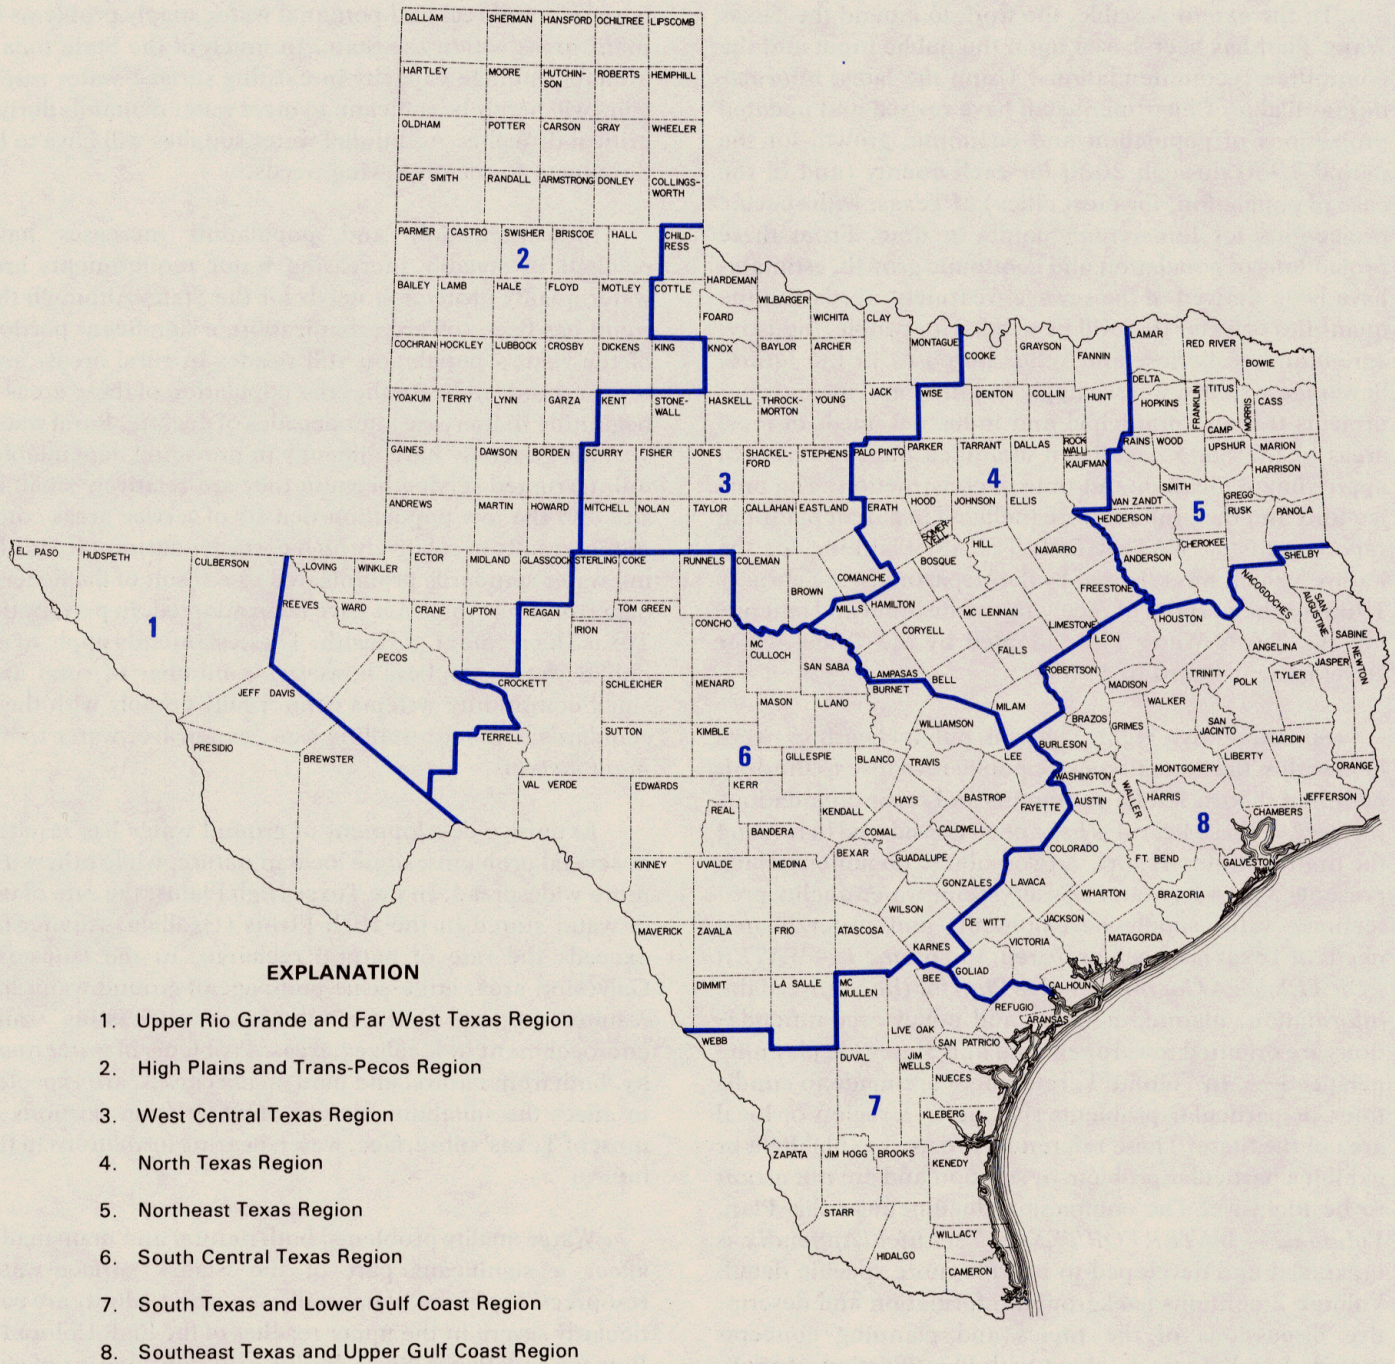 DALLAM SHERMAN HANSFORD OCHILTREE LIPSCOMB
HARTLEY MOORE HUTCHIN-
SON ROBERTS HEMPHILL
OLDHAM POTTER CARSON GRAY WHEELER
DEAF SMITH RANDALL ARMSTRONG DONLEY COLLINGS-
WORTH
PARMER CASTRO SWISHER BRISCOE HALL CHILD-
RESS
2
HARDEMAN
BAILEY LAMB HALE FLOYD MOTLEY COTTLE
WILBARGER
FOARD WICHITA CLAY
COCHRAN HOCKLEY LUBBOCK CROSBY DICKENS KING KNOX BAYLOR ARCHER MONTAGUE COOKE GRAYSON FANNIN LAMAR RED RIVER BOWIE
YOAKUM TERRY LYNN GARZA KENT STONE-
WALL HASKELL THROCK-
MORTON YOUNG JACK WISE DENTON COLLIN HUNT DELTA HOPKINS FRANKLIN TITUS MORRIS CASS
CAMP
GAINES DAWSON BORDEN SCURRY FISHER JONES SHACKEL-
FORD STEPHENS PALO PINTO PARKER TARRANT DALLAS ROCK
WALL RAINS WOOD UPSHUR MARION
KAUFMAN HARRISON
3 4
ANDREWS MARTIN HOWARD MITCHELL NOLAN TAYLOR CALLAHAN EASTLAND ERATH HOOD JOHNSON ELLIS VAN ZANDT SMITH GREGG
RUSK PANOLA
5
HENDERSON
SOMER-
VELL HILL NAVARRO ANDERSON CHEROKEE SHELBY
EL PASO HUDSPETH CULBERSON LOVING WINKLER ECTOR MIDLAND GLASSCOCK STERLING COKE RUNNELS COLEMAN BROWN COMANCHE BOSQUE FREESTONE NACOGDOCHES SAN
AUGUSTINE SABINE
REEVES WARD CRANE UPTON REAGAN TOM GREEN CONCHO MILLS HAMILTON MC LENNAN LIMESTONE LEON HOUSTON ANGELINA
1
IRION MC
CULLOCH SAN SABA CORYELL FALLS
PECOS ROBERTSON TRINITY POLK TYLER JASPER NEWTON
JEFF DAVIS CROCKETT SCHLEICHER MENARD LAMPASAS BELL MADISON WALKER
MASON LLANO BURNET MILAM BRAZOS GRIMES SAN
JACINTO HARDIN
PRESIDIO BREWSTER TERRELL SUTTON KIMBLE WILLIAMSON BURLESON LIBERTY ORANGE
6
GILLESPIE BLANCO TRAVIS LEE WASHINGTON MONTGOMERY
VAL VERDE EDWARDS KERR REAL KENDALL HAYS BASTROP FAYETTE AUSTIN WALLER HARRIS CHAMBERS JEFFERSON
8
BANDERA COMAL CALDWELL COLORADO
KINNEY UVALDE MEDINA BEXAR GUADALUPE FT. BEND GALVESTON
GONZALES LAVACA WHARTON BRAZORIA
WILSON DE WITT JACKSON
MAVERICK ZAVALA FRIO ATASCOSA KARNES VICTORIA MATAGORDA
DIMMIT LA SALLE MC
MULLEN BEE GOLIAD CALHOUN
LIVE OAK REFUGIO ARANSAS
WEBB DUVAL JIM
WELLS SAN PATRICIO
NUECES
7
KLEBERG
ZAPATA JIM HOGG BROOKS KENEDY
STARR HIDALGO WILLACY
CAMERON
EXPLANATION
1. Upper Rio Grande and Far West Texas Region
2. High Plains and Trans-Pecos Region
3. West Central Texas Region
4. North Texas Region
5. Northeast Texas Region
6. South Central Texas Region
7. South Texas and Lower Gulf Coast Region
8. Southeast Texas and Upper Gulf Coast Region